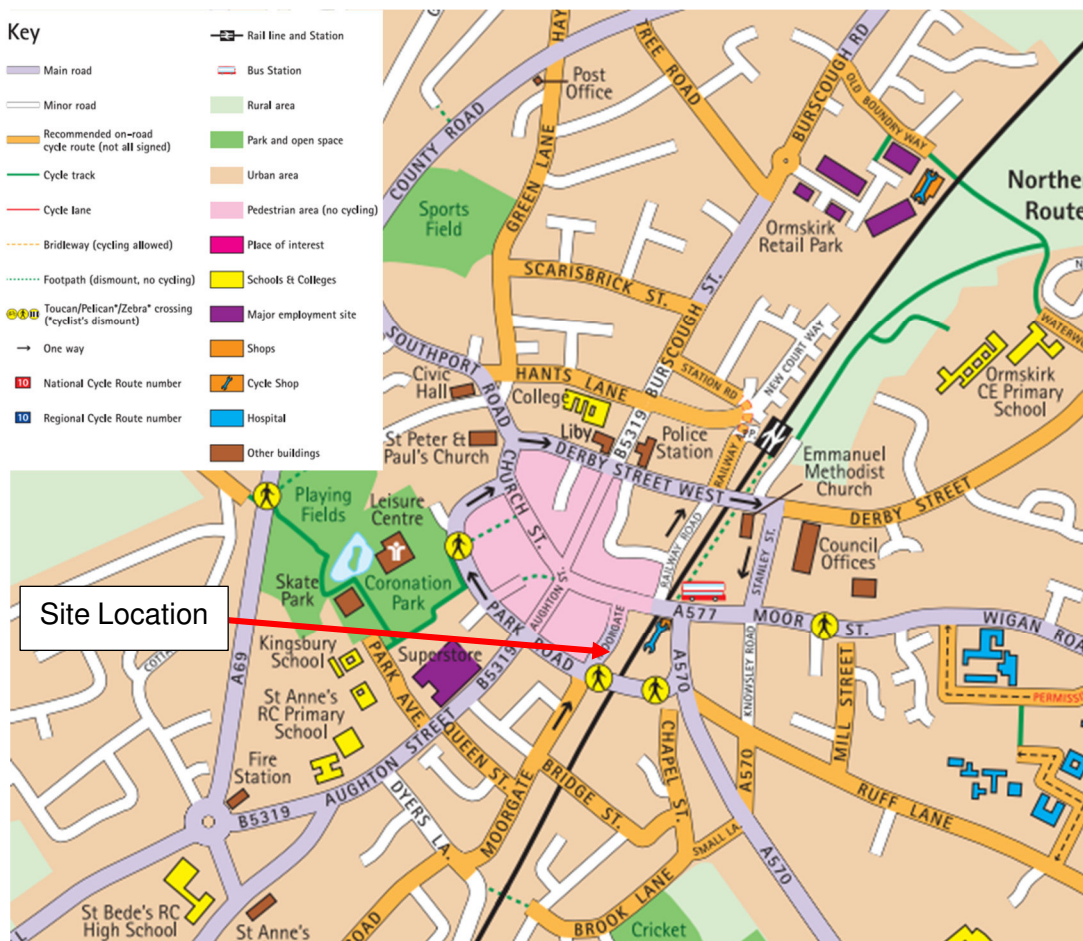 Key
Main road
Minor road
Recommended on-road
cycle route (not all signed)
Cycle track
Cycle lane
Bridleway (cycling allowed)
Footpath (dismount, no cycling)
Toucan/Pelican*/Zebra* crossing
(*cyclist's dismount)
One way
10 National Cycle Route number
10 Regional Cycle Route number
Rail line and Station
Bus Station
Rural area
Park and open space
Urban area
Pedestrian area (no cycling)
Place of interest
Schools & Colleges
Major employment site
Shops
Cycle Shop
Hospital
Other buildings
Post
Office
COUNTY ROAD
GREEN LANE
HAY
TREE ROAD
BURSCOUGH RD
OLD BOUNDRY WAY
Northe
Route
Sports
Field
Ormskirk
Retail Park
SCARISBRICK ST.
BURSCOUGH ST.
B5319
SOUTHPORT ROAD
Civic
Hall
HANTS LANE
College
STATION RD
NEW COURT WAY
WATERW
Ormskirk
CE Primary
School
St Peter &
Paul's Church
Liby
Police
Station
RAILWAY A
DERBY STREET WEST
Emmanuel
Methodist
Church
DERBY STREET
CHURCH ST.
Playing
Fields
Leisure
Centre
Coronation
Park
Skate
Park
RAILWAY ROAD
STANLEY ST.
Council
Offices
Site Location
AUGHTON ST.
MOORGATE
A577
MOOR ST.
WIGAN ROA
PARK ROAD
COTTA
A69
Kingsbury
School
Superstore
B5319
St Anne's
RC Primary
School
PARK AVE.
QUEEN ST.
A570
KNOWSLEY ROAD
MILL STREET
PERMISS
Fire
Station
B5319
AUGHTON STREET
DYERS LA.
MOORGATE
BRIDGE ST.
CHAPEL ST.
A570
RUFF LANE
SMALL LA.
A570
BROOK LANE
ROAD
St Bede's RC
High School
St Anne's
Cricket